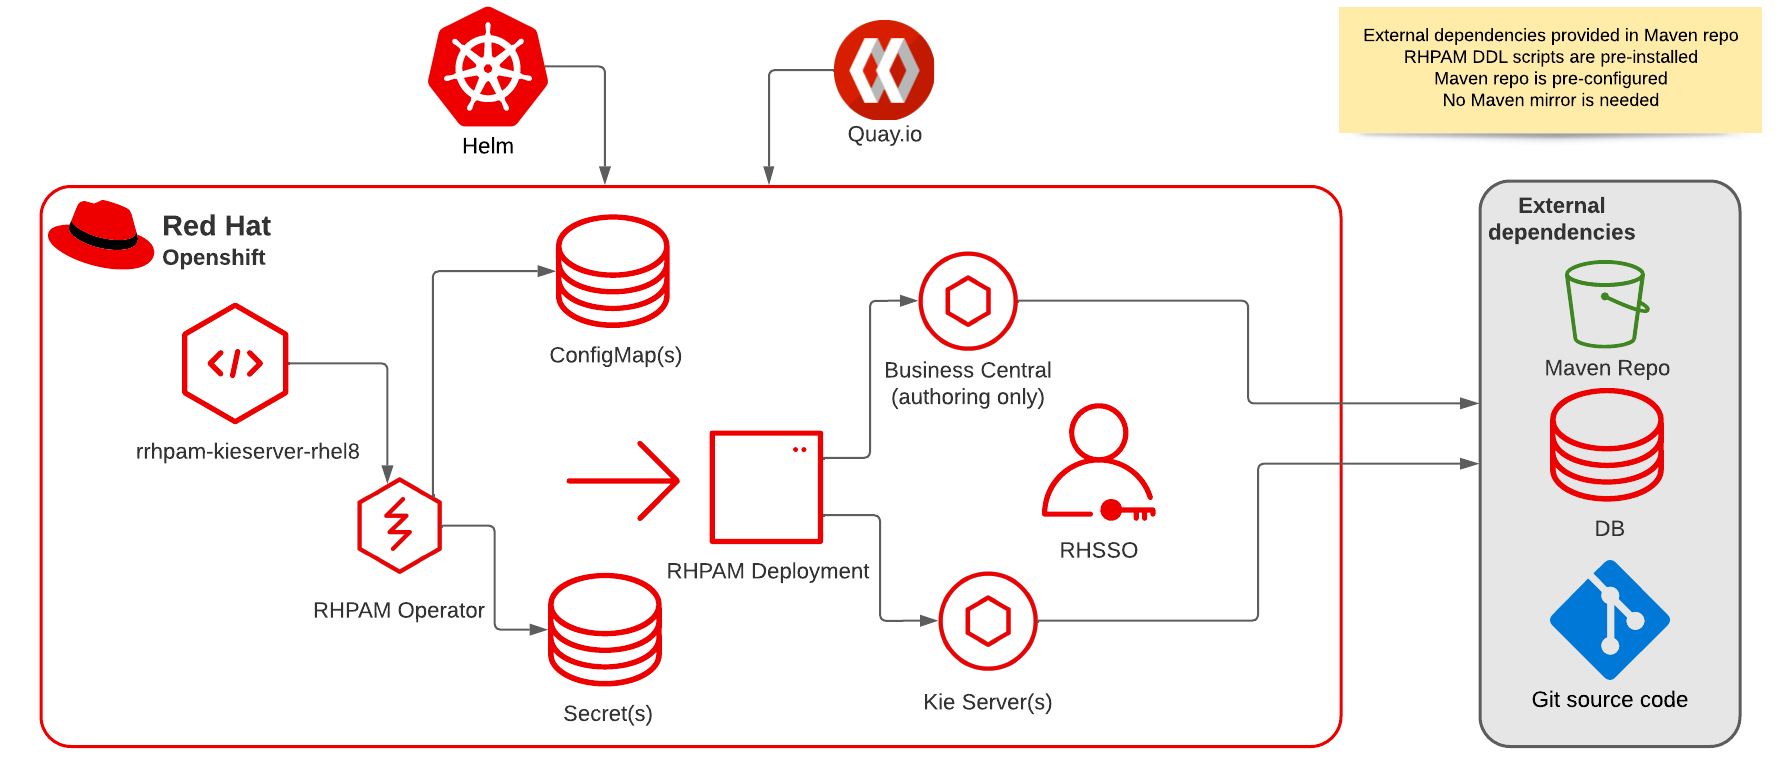 External dependencies provided in Maven repo
RHPAM DDL scripts are pre-installed
Maven repo is pre-configured
No Maven mirror is needed
Helm
Quay.io
Red Hat
Openshift
External
dependencies
ConfigMap(s)
Business Central
(authoring only)
Maven Repo
rrhpam-kieserver-rhel8
DB
RHSSO
RHPAM Deployment
RHPAM Operator
Kie Server(s)
Git source code
Secret(s)